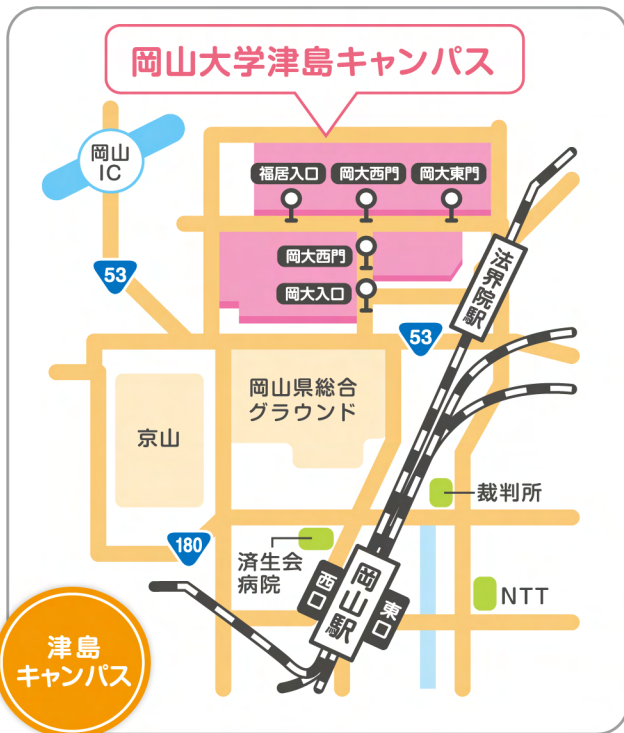 岡山大学津島キャンパス
岡山
IC
福居入口
岡大西門
岡大東門
岡大西門
岡大入口
法界院駅
53
53
岡山県総合
グラウンド
京山
裁判所
180
済生会
病院
西口
岡山駅
東口
NTT
津島
キャンパス